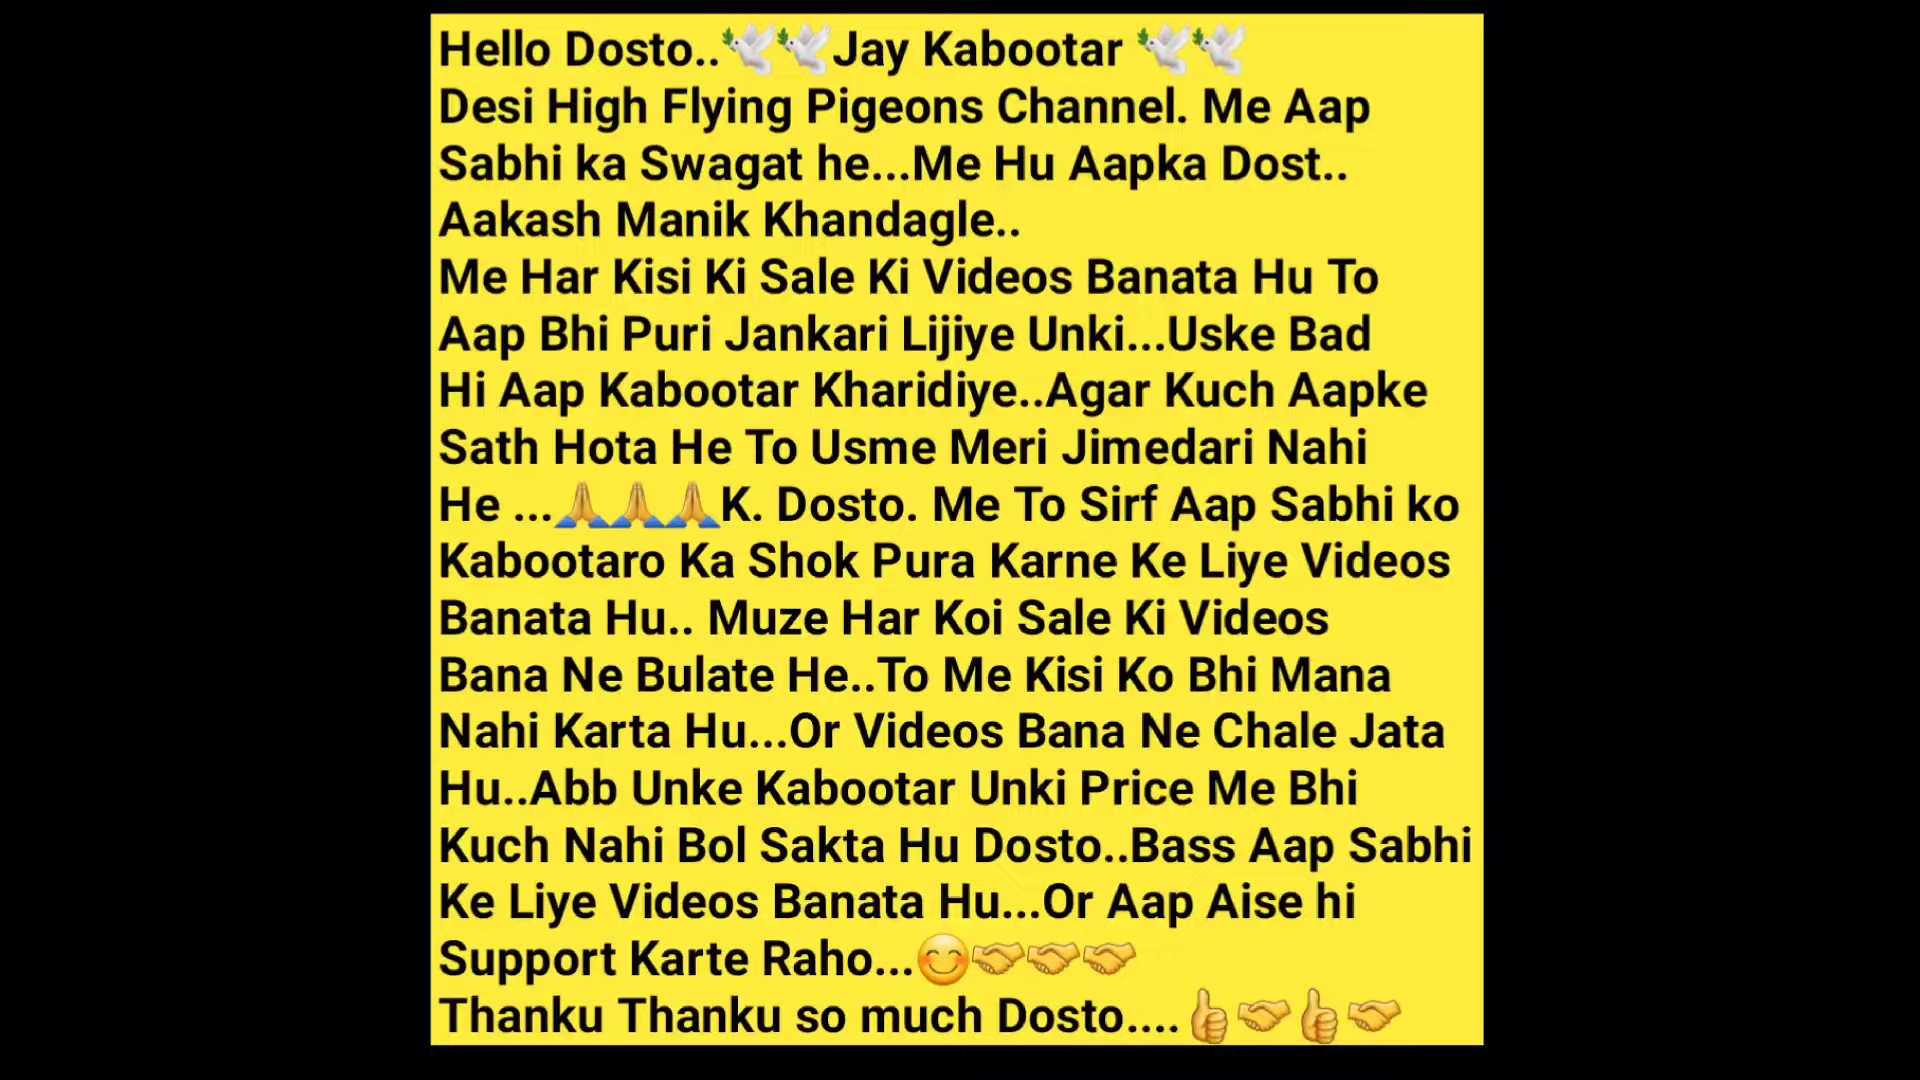 Hello Dosto..🕊️🕊️Jay Kabootar 🕊️🕊️
Desi High Flying Pigeons Channel. Me Aap
Sabhi ka Swagat he...Me Hu Aapka Dost..
Aakash Manik Khandagle..
Me Har Kisi Ki Sale Ki Videos Banata Hu To
Aap Bhi Puri Jankari Lijiye Unki...Uske Bad
Hi Aap Kabootar Kharidiye..Agar Kuch Aapke
Sath Hota He To Usme Meri Jimedari Nahi
He ...🙏🙏🙏K. Dosto. Me To Sirf Aap Sabhi ko
Kabootaro Ka Shok Pura Karne Ke Liye Videos
Banata Hu.. Muze Har Koi Sale Ki Videos
Bana Ne Bulate He..To Me Kisi Ko Bhi Mana
Nahi Karta Hu...Or Videos Bana Ne Chale Jata
Hu..Abb Unke Kabootar Unki Price Me Bhi
Kuch Nahi Bol Sakta Hu Dosto..Bass Aap Sabhi
Ke Liye Videos Banata Hu...Or Aap Aise hi
Support Karte Raho...😊🤝🤝🤝
Thanku Thanku so much Dosto....👍🤝👍🤝